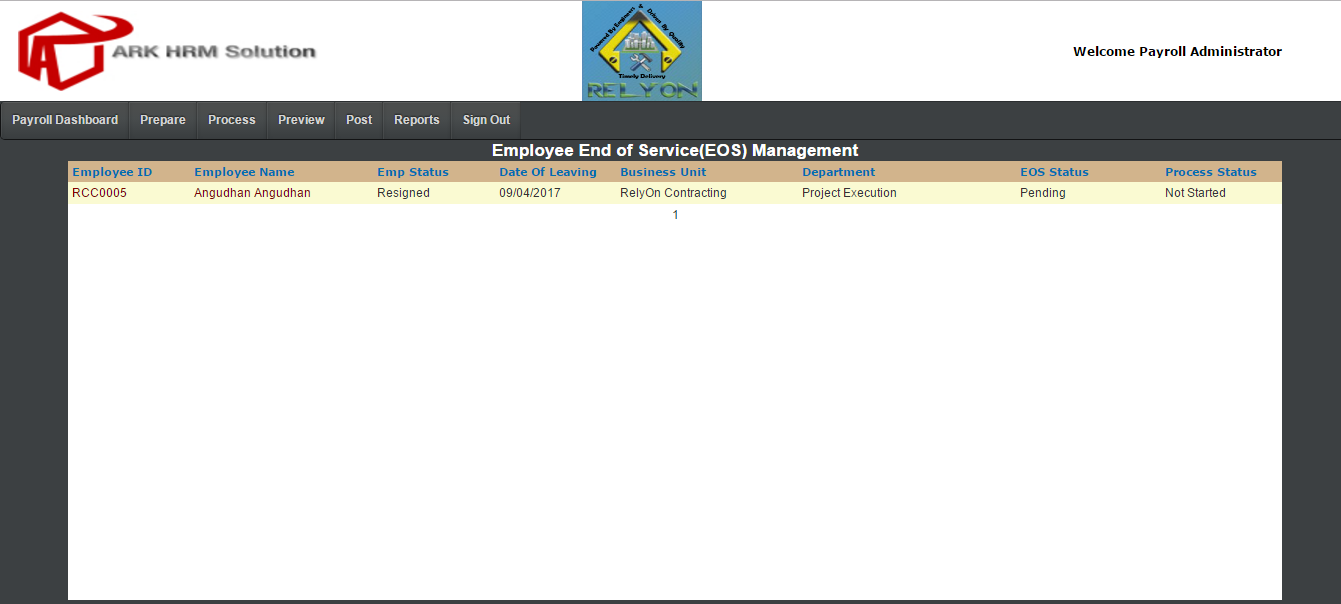 ARK HRM Solution
Powered By Engineers & Driven By Quality
Timely Delivery
RELYON
Welcome Payroll Administrator
Payroll Dashboard Prepare Process Preview Post Reports Sign Out
Employee End of Service(EOS) Management
Employee ID Employee Name Emp Status Date Of Leaving Business Unit Department EOS Status Process Status
RCC0005 Angudhan Angudhan Resigned 09/04/2017 RelyOn Contracting Project Execution Pending Not Started
1